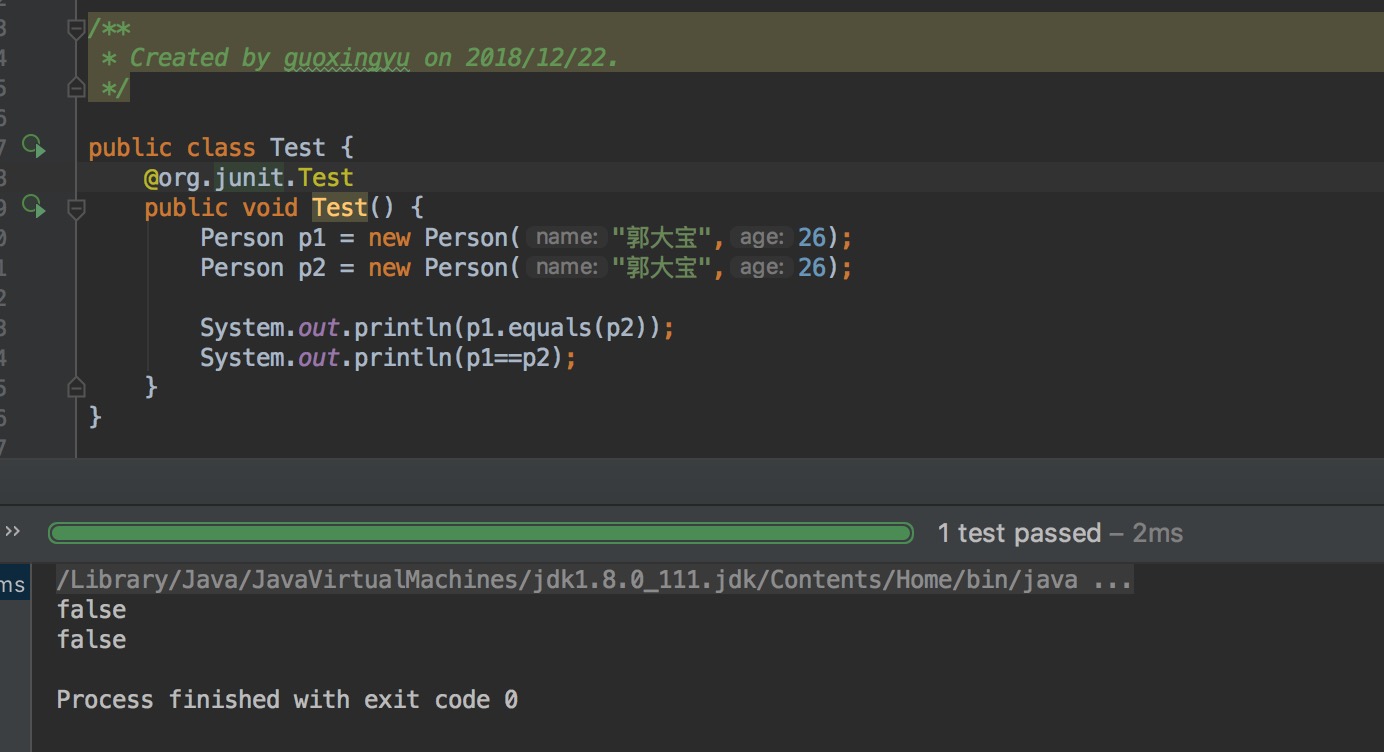 /**
* Created by guoxingyu on 2018/12/22.
*/
public class Test {
@org.junit.Test
public void Test() {
Person p1 = new Person( name: "郭大宝", age: 26);
Person p2 = new Person( name: "郭大宝", age: 26);
System.out.println(p1.equals(p2));
System.out.println(p1==p2);
}
}
» 1 test passed – 2ms
ms /Library/Java/JavaVirtualMachines/jdk1.8.0_111.jdk/Contents/Home/bin/java ...
false
false
Process finished with exit code 0